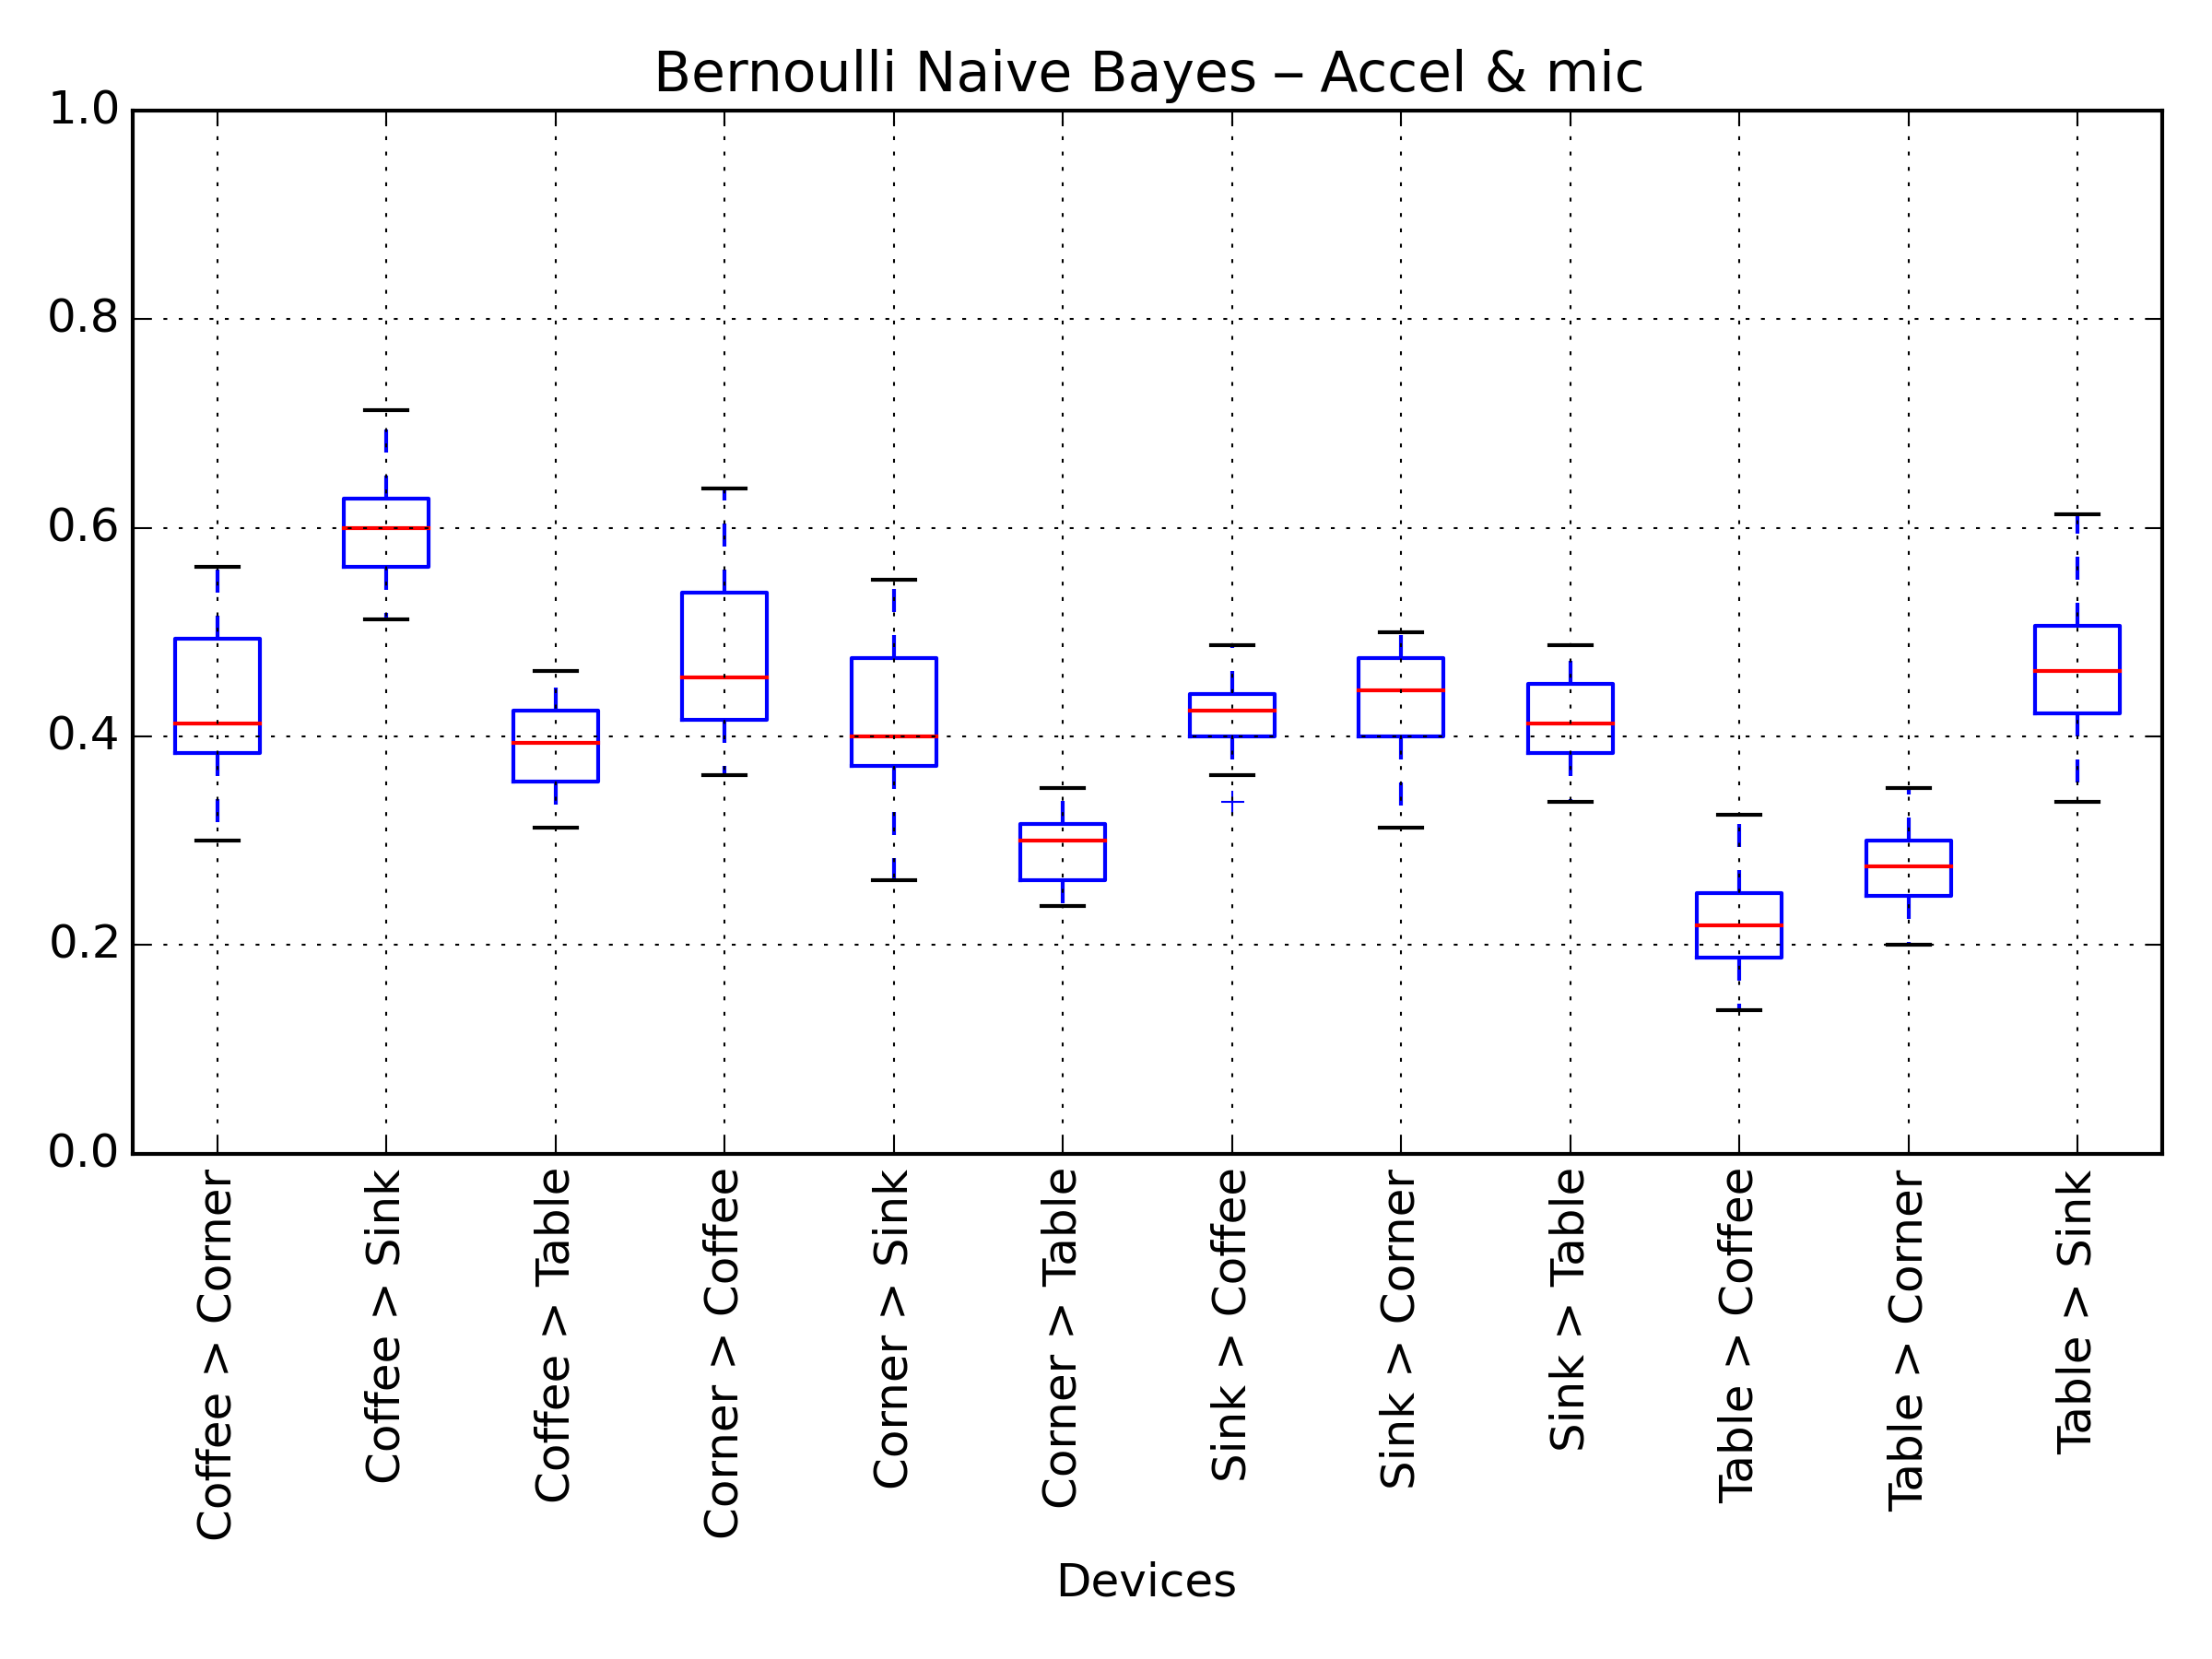 Bernoulli Naive Bayes – Accel & mic
1.0
0.8
0.6
0.4
0.2
0.0
Coffee > Corner
Coffee > Sink
Coffee > Table
Corner > Coffee
Corner > Sink
Corner > Table
Sink > Coffee
Sink > Corner
Sink > Table
Table > Coffee
Table > Corner
Table > Sink
Devices